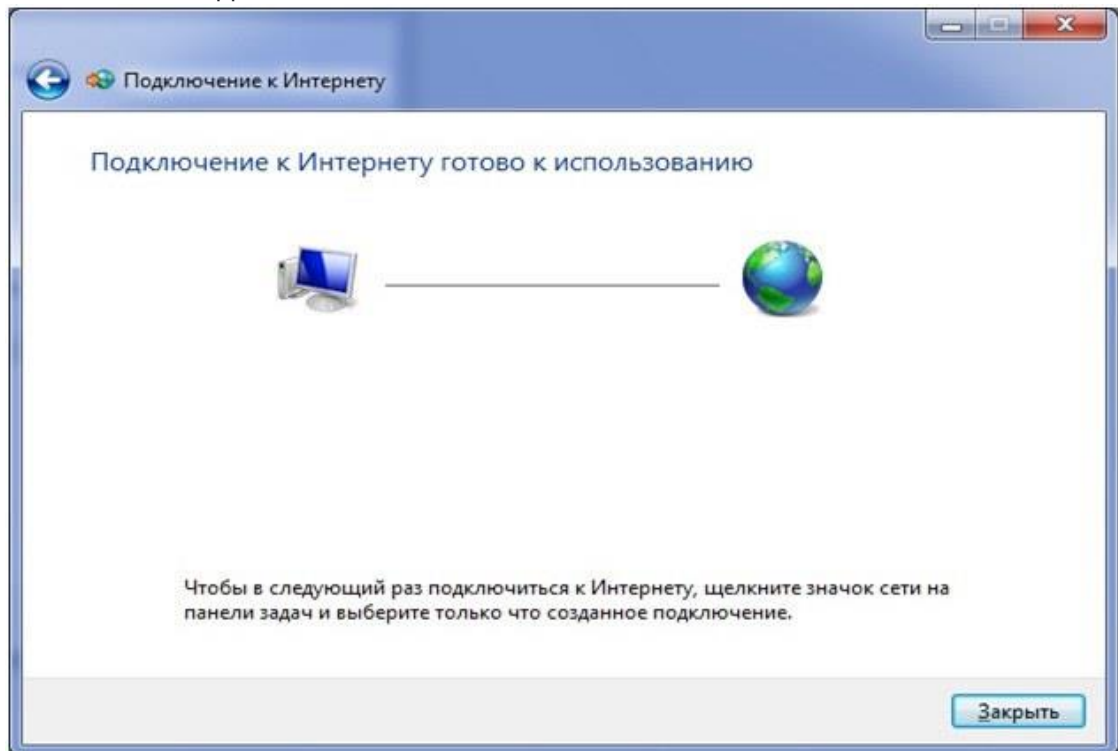 Подключение к Интернету
Подключение к Интернету готово к использованию
Чтобы в следующий раз подключиться к Интернету, щелкните значок сети на
панели задач и выберите только что созданное подключение.
Закрыть